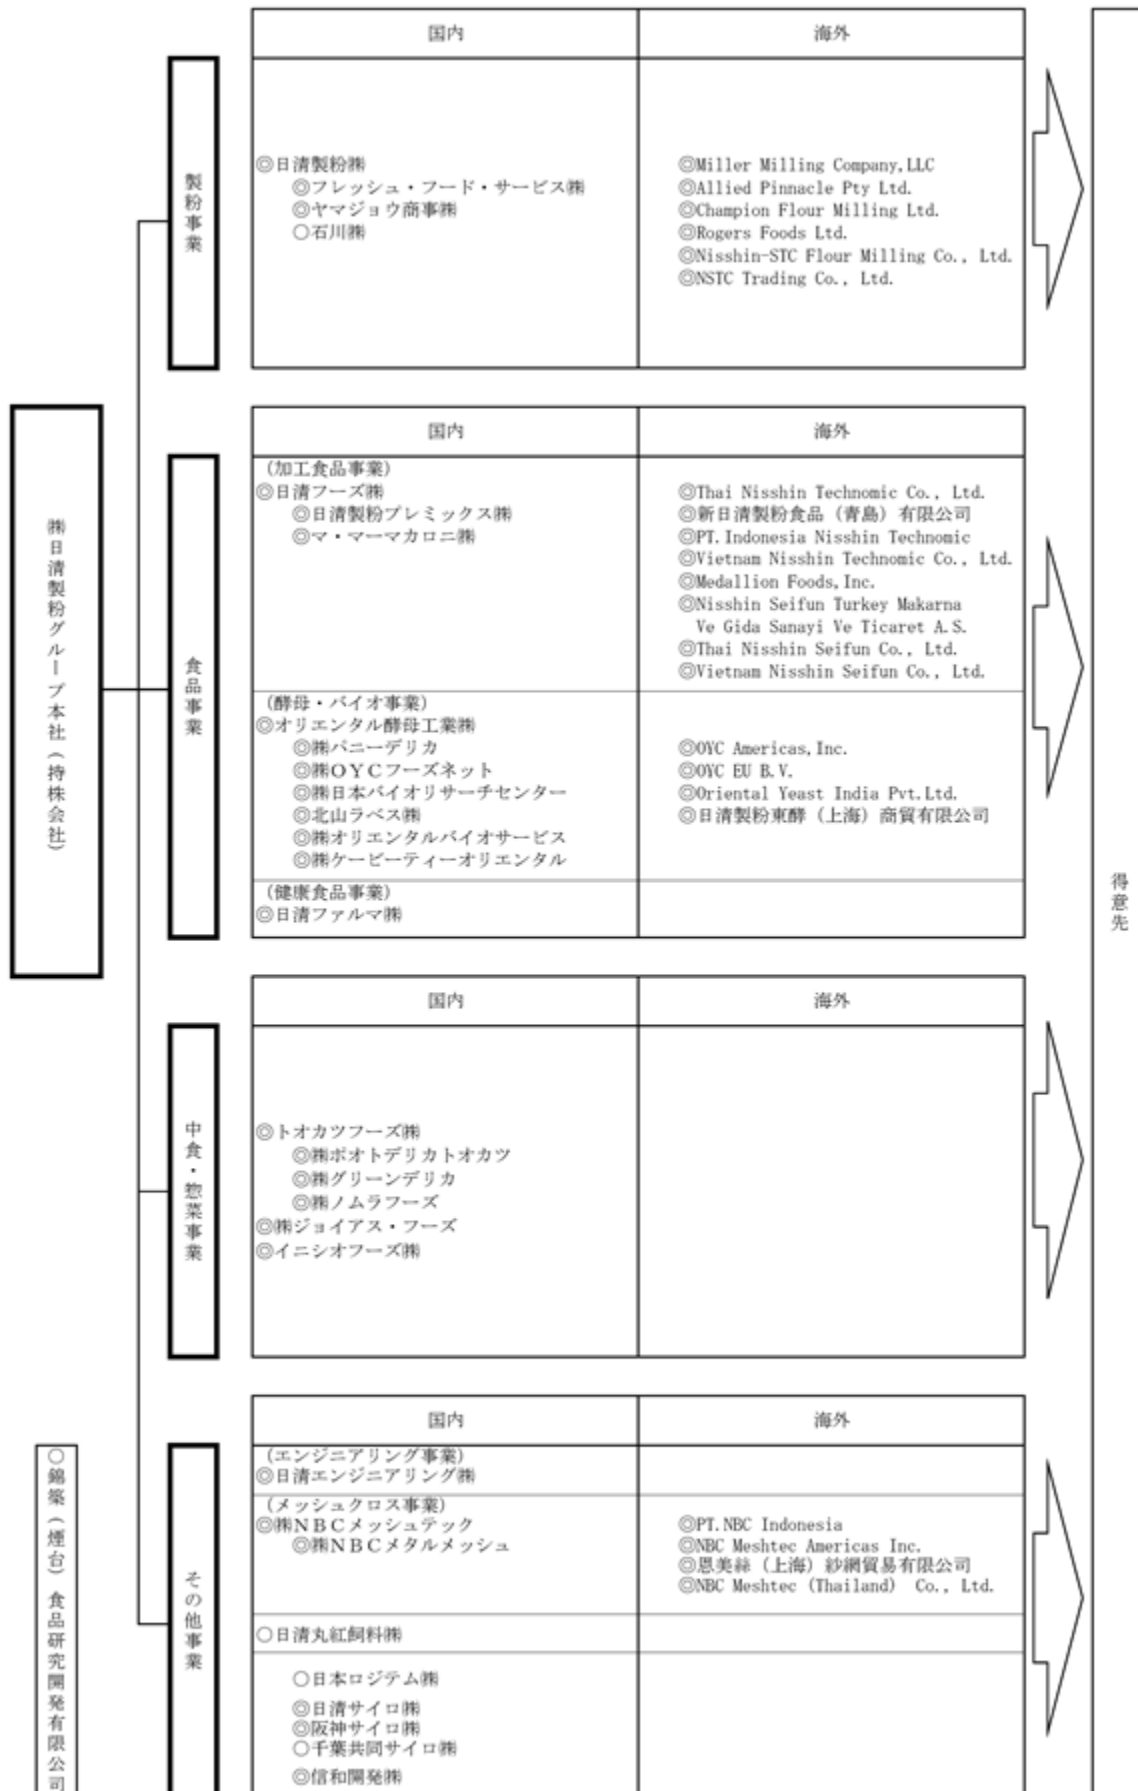 ㈱日清製粉グループ本社（持株会社）
製粉事業
国内
海外
◎日清製粉㈱
◎フレッシュ・フード・サービス㈱
◎ヤマジョウ商事㈱
○石川㈱
◎Miller Milling Company,LLC
◎Allied Pinnacle Pty Ltd.
◎Champion Flour Milling Ltd.
◎Rogers Foods Ltd.
◎Nisshin-STC Flour Milling Co., Ltd.
◎NSTC Trading Co., Ltd.
食品事業
国内
海外
（加工食品事業）
◎日清フーズ㈱
◎日清製粉プレミックス㈱
◎マ・マーマカロニ㈱
◎Thai Nisshin Technomic Co., Ltd.
◎新日清製粉食品（青島）有限公司
◎PT.Indonesia Nisshin Technomic
◎Vietnam Nisshin Technomic Co., Ltd.
◎Medallion Foods,Inc.
◎Nisshin Seifun Turkey Makarna
Ve Gida Sanayi Ve Ticaret A.S.
◎Thai Nisshin Seifun Co., Ltd.
◎Vietnam Nisshin Seifun Co., Ltd.
（酵母・バイオ事業）
◎オリエンタル酵母工業㈱
◎㈱パニーデリカ
◎㈱ＯＹＣフーズネット
◎㈱日本バイオリサーチセンター
◎北山ラベス㈱
◎㈱オリエンタルバイオサービス
◎㈱ケービーティーオリエンタル
◎OYC Americas,Inc.
◎OYC EU B.V.
◎Oriental Yeast India Pvt.Ltd.
◎日清製粉東酵（上海）商貿有限公司
（健康食品事業）
◎日清ファルマ㈱
中食・惣菜事業
国内
海外
◎トオカツフーズ㈱
◎㈱ポオトデリカトオカツ
◎㈱グリーンデリカ
◎㈱ノムラフーズ
◎㈱ジョイアス・フーズ
◎イニシオフーズ㈱
その他事業
国内
海外
（エンジニアリング事業）
◎日清エンジニアリング㈱
（メッシュクロス事業）
◎㈱ＮＢＣメッシュテック
◎㈱ＮＢＣメタルメッシュ
◎PT.NBC Indonesia
◎NBC Meshtec Americas Inc.
◎恩美絲（上海）紗網貿易有限公司
◎NBC Meshtec (Thailand) Co., Ltd.
○日清丸紅飼料㈱
○日本ロジテム㈱
◎日清サイロ㈱
◎阪神サイロ㈱
○千葉共同サイロ㈱
◎信和開発㈱
○錦築（煙台）食品研究開発有限公司
得意先